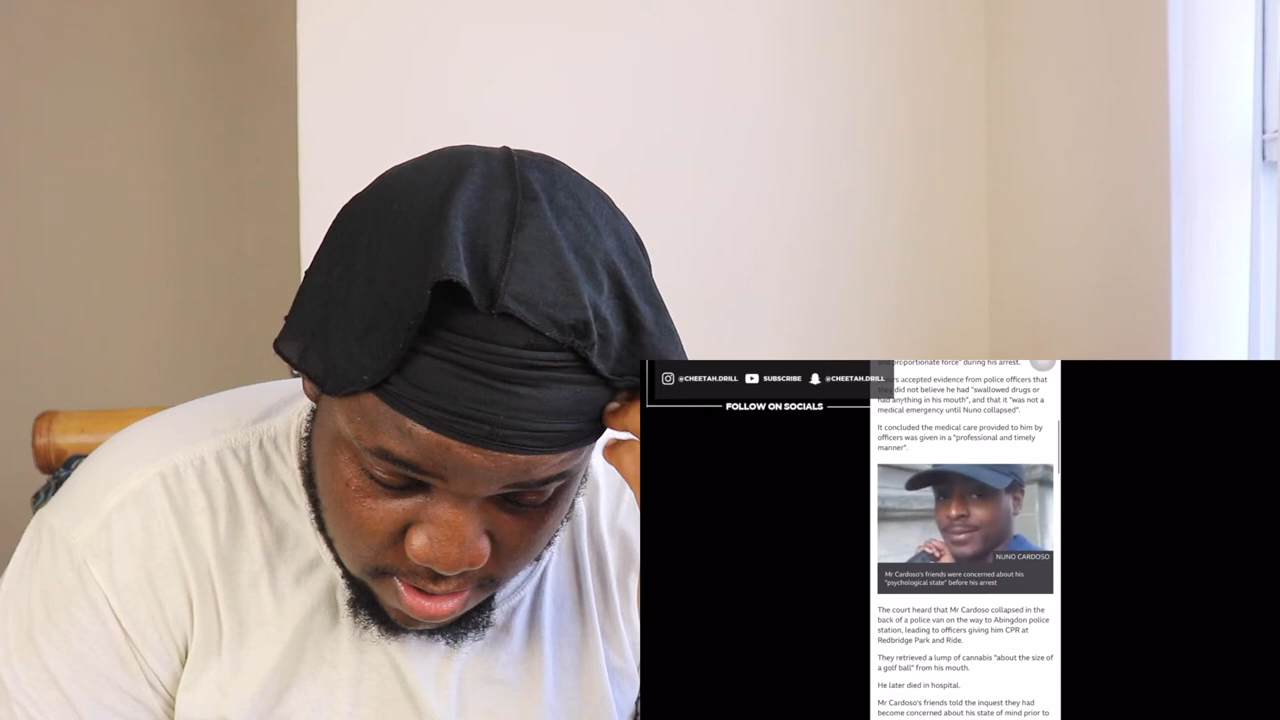 @CHEETAH.DRILL SUBSCRIBE @CHEETAH.DRILL
FOLLOW ON SOCIALS
and proportionate force" during his arrest.
accepted evidence from police officers that
they did not believe he had "swallowed drugs or
had anything in his mouth", and that it "was not a
medical emergency until Nuno collapsed".
It concluded the medical care provided to him by
officers was given in a "professional and timely
manner".
NUNO CARDOSO
Mr Cardoso's friends were concerned about his
"psychological state" before his arrest
The court heard that Mr Cardoso collapsed in the
back of a police van on the way to Abingdon police
station, leading to officers giving him CPR at
Redbridge Park and Ride.
They retrieved a lump of cannabis "about the size of
a golf ball" from his mouth.
He later died in hospital.
Mr Cardoso's friends told the inquest they had
become concerned about his state of mind prior to